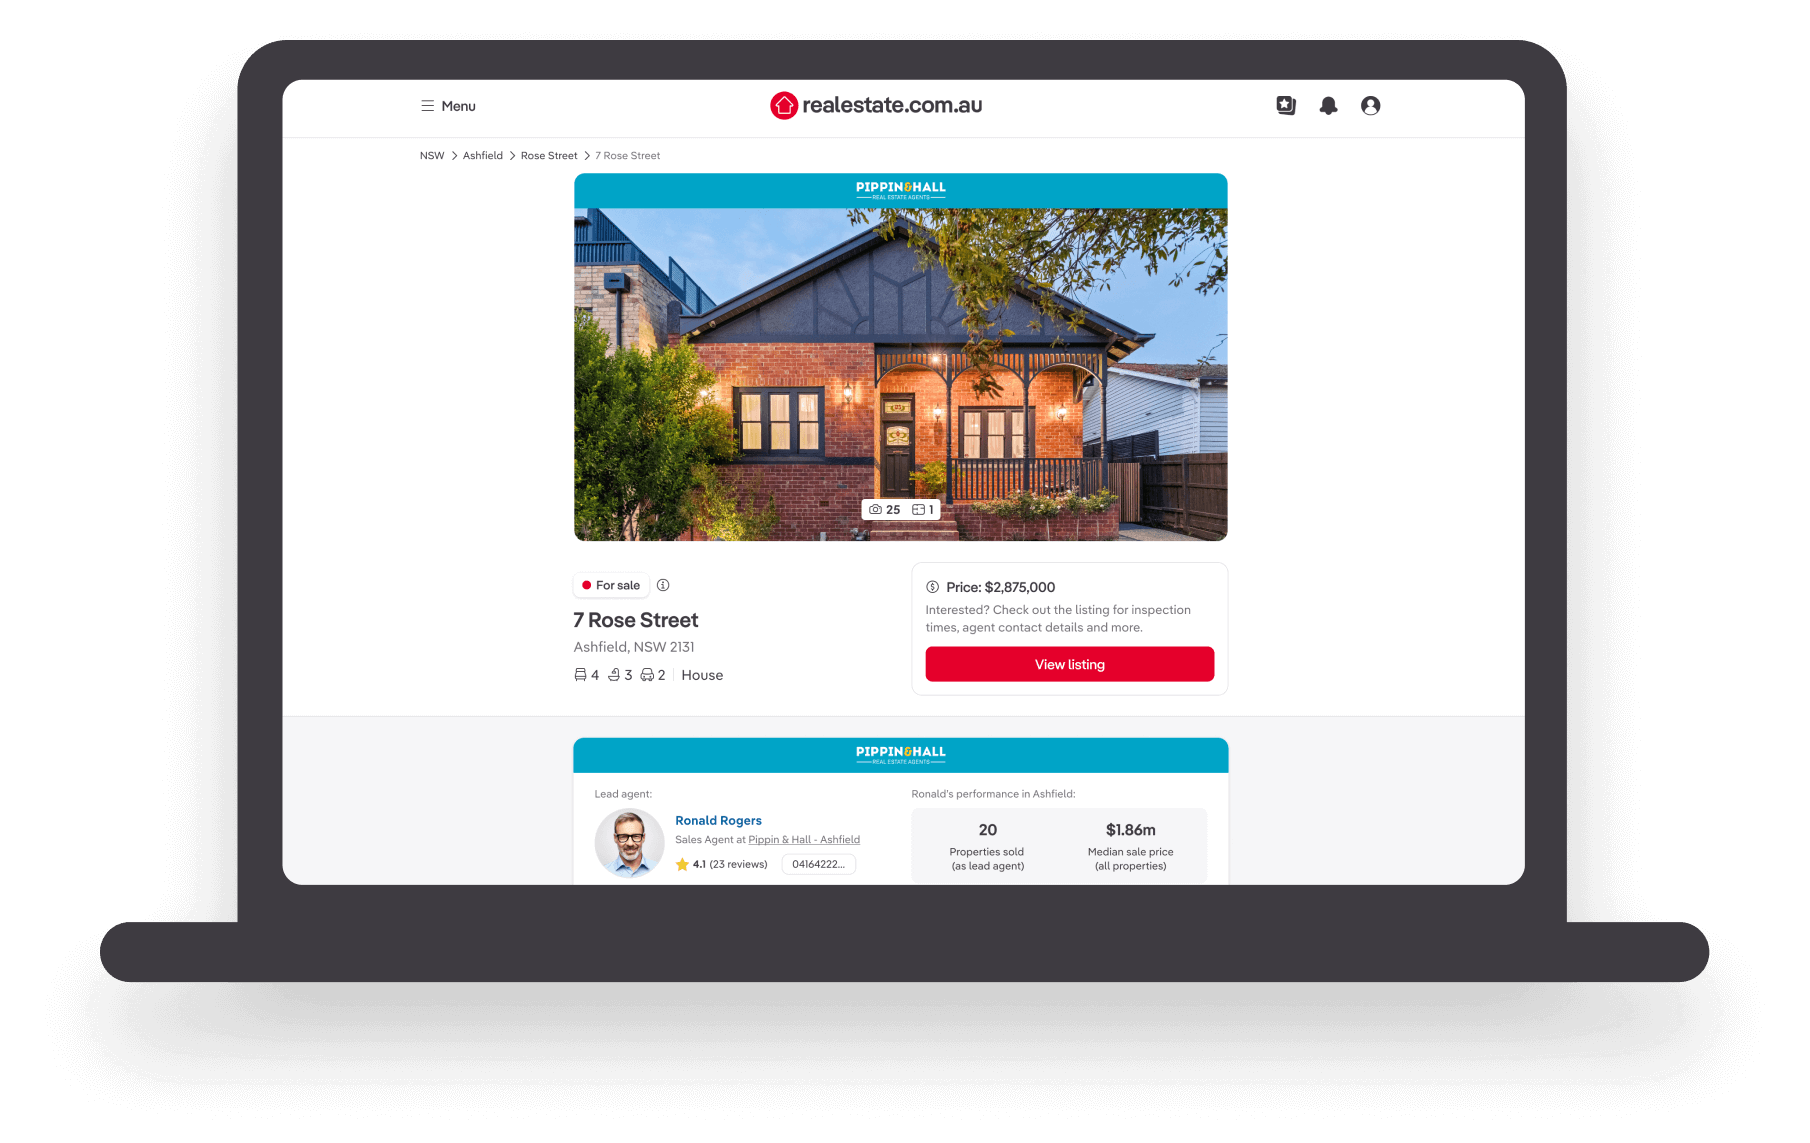 Menu
realestate.com.au
NSW > Ashfield > Rose Street > 7 Rose Street
PIPPIN&HALL
REAL ESTATE AGENTS
25 1
For sale
7 Rose Street
Ashfield, NSW 2131
4 3 2 House
Price: $2,875,000
Interested? Check out the listing for inspection
times, agent contact details and more.
View listing
PIPPIN&HALL
REAL ESTATE AGENTS
Lead agent:
Ronald Rogers
Sales Agent at Pippin & Hall - Ashfield
4.1 (23 reviews) 04164222...
Ronald's performance in Ashfield:
20
Properties sold
(as lead agent)
$1.86m
Median sale price
(all properties)